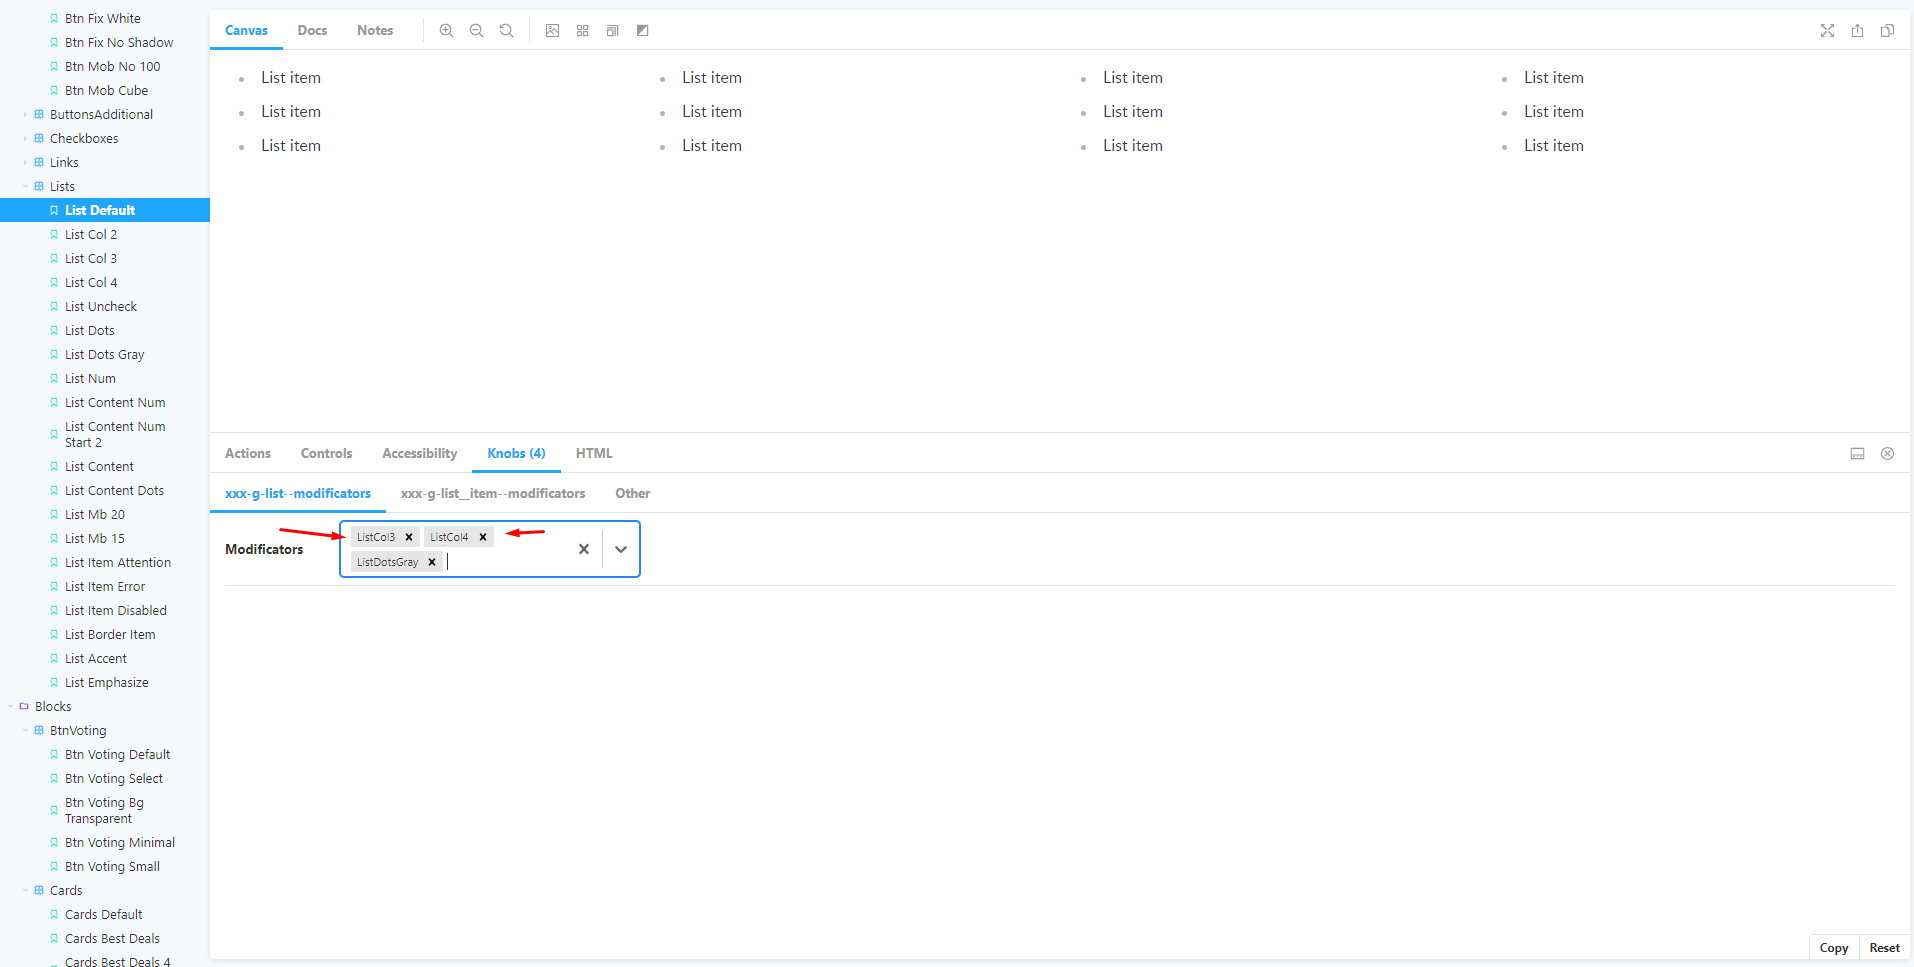 Btn Fix White
Btn Fix No Shadow
Btn Mob No 100
Btn Mob Cube
ButtonsAdditional
Checkboxes
Links
Lists
List Default
List Col 2
List Col 3
List Col 4
List Uncheck
List Dots
List Dots Gray
List Num
List Content Num
List Content Num
Start 2
List Content
List Content Dots
List Mb 20
List Mb 15
List Item Attention
List Item Error
List Item Disabled
List Border Item
List Accent
List Emphasize
Blocks
BtnVoting
Btn Voting Default
Btn Voting Select
Btn Voting Bg
Transparent
Btn Voting Minimal
Btn Voting Small
Cards
Cards Default
Cards Best Deals
Cards Best Deals 4
Canvas Docs Notes
List item List item List item List item
List item List item List item List item
List item List item List item List item
Actions Controls Accessibility Knobs (4) HTML
xxx-g-list--modificators xxx-g-list__item--modificators Other
Modificators
ListCol3 ListCol4
ListDotsGray
Copy Reset